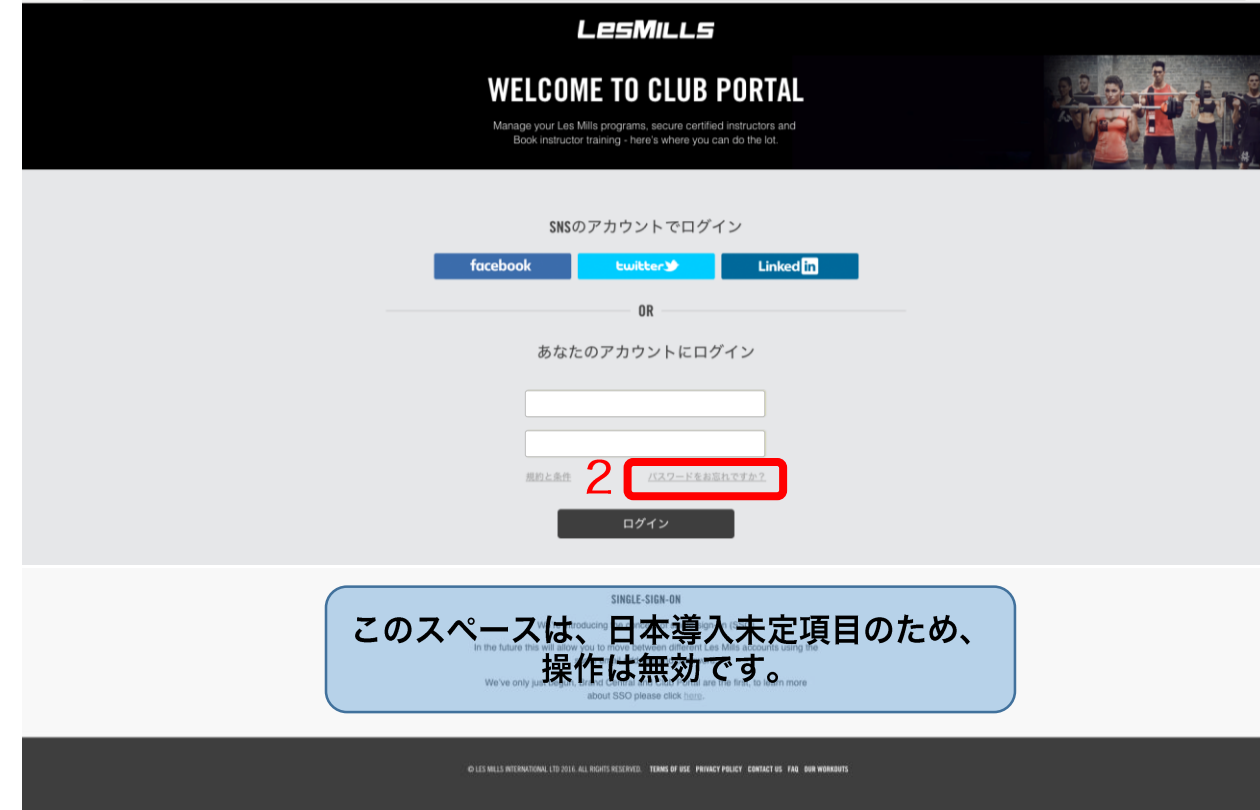 LESMILLS
WELCOME TO CLUB PORTAL
Manage your Les Mills programs, secure certified instructors and
Book instructor training - here's where you can do the lot.
SNSのアカウントでログイン
facebook
twitter
Linked in
OR
あなたのアカウントにログイン
規約と条件
2
パスワードをお忘れですか？
ログイン
SINGLE-SIGN-ON
このスペースは、日本導入未定項目のため、
操作は無効です。
In the future this will allow you to move between different Les Mills accounts using the
We've only just Central and Club Portal are the first, to learn more
about SSO please click here.
© LES MILLS INTERNATIONAL LTD 2016. ALL RIGHTS RESERVED. TERMS OF USE PRIVACY POLICY CONTACT US FAQ OUR WORKOUTS